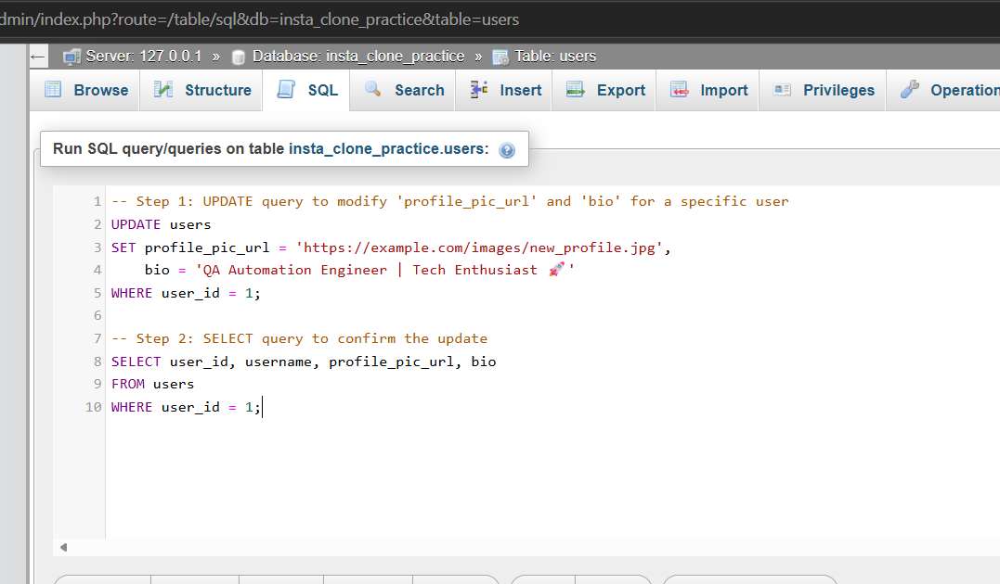 dmin/index.php?route=/table/sql&db=insta_clone_practice&table=users
← Server: 127.0.0.1 » Database: insta_clone_practice » Table: users
Browse Structure SQL Search Insert Export Import Privileges Operation
Run SQL query/queries on table insta_clone_practice.users:
1 -- Step 1: UPDATE query to modify 'profile_pic_url' and 'bio' for a specific user
2 UPDATE users
3 SET profile_pic_url = 'https://example.com/images/new_profile.jpg',
4     bio = 'QA Automation Engineer | Tech Enthusiast 🚀'
5 WHERE user_id = 1;
6
7 -- Step 2: SELECT query to confirm the update
8 SELECT user_id, username, profile_pic_url, bio
9 FROM users
10 WHERE user_id = 1;